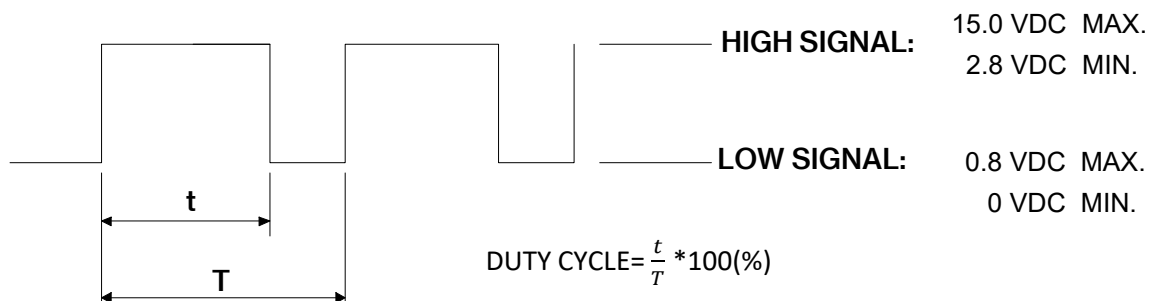 HIGH SIGNAL: 15.0 VDC MAX.
2.8 VDC MIN.
LOW SIGNAL: 0.8 VDC MAX.
0 VDC MIN.
t
T
DUTY CYCLE= t/T *100(%)